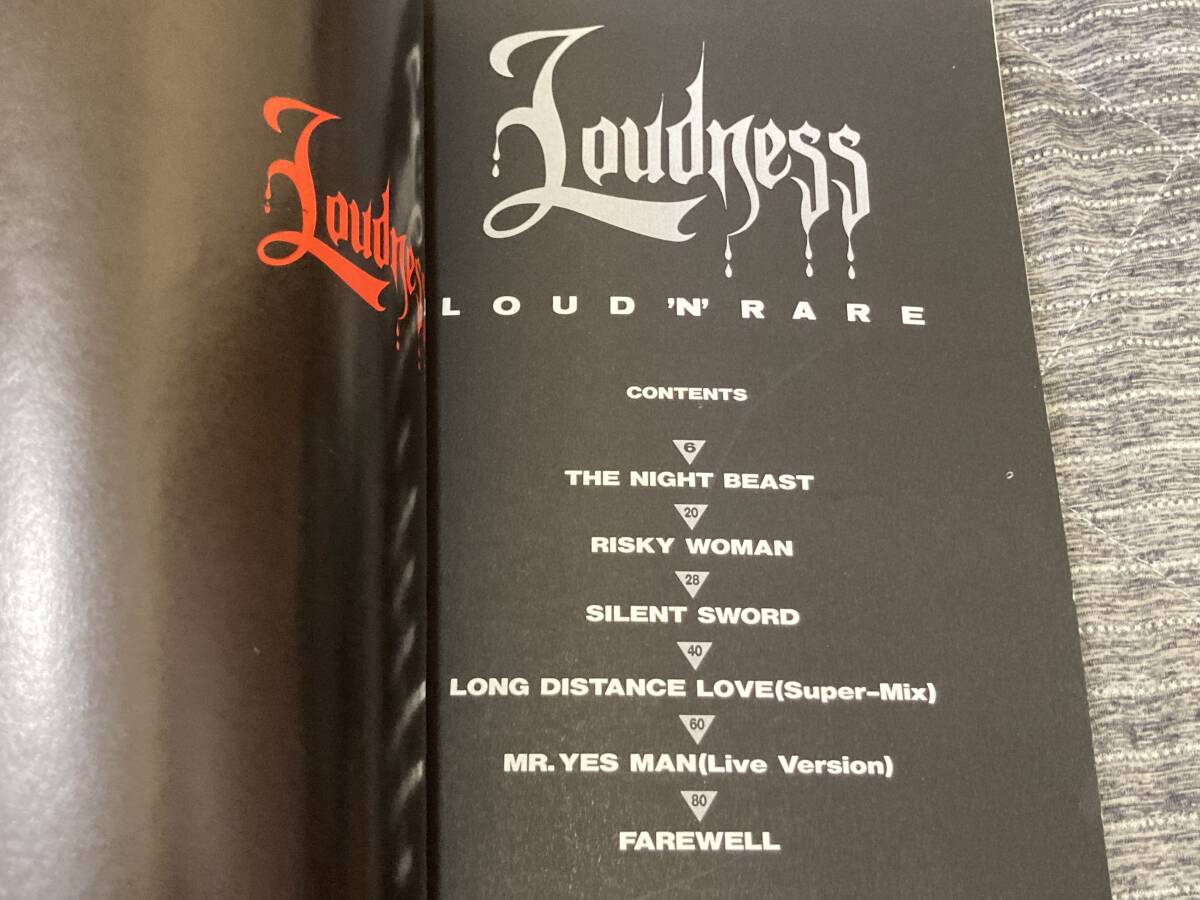 Loudness
Loudness
LOUD 'N' RARE
CONTENTS
6
THE NIGHT BEAST
20
RISKY WOMAN
28
SILENT SWORD
40
LONG DISTANCE LOVE(Super-Mix)
60
MR. YES MAN(Live Version)
80
FAREWELL